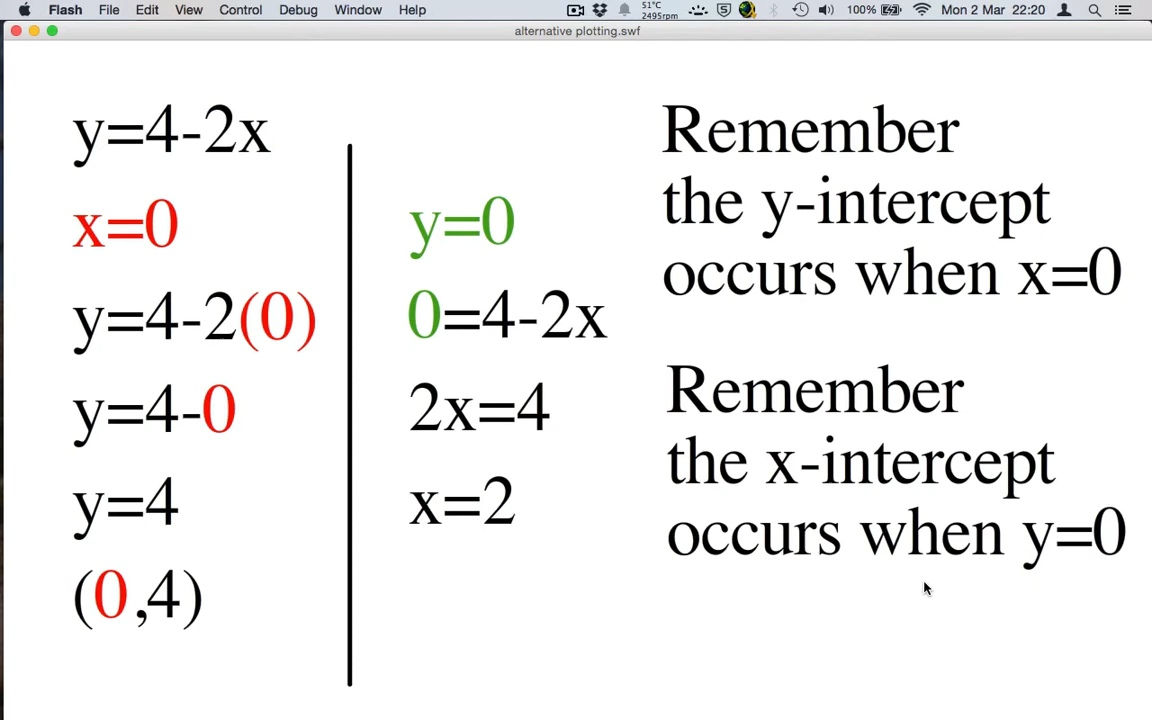 Flash File Edit View Control Debug Window Help 51°C 2495rpm 100% Mon 2 Mar 22:20
alternative plotting.swf
y=4-2x
x=0
y=4-2(0)
y=4-0
y=4
(0,4)
y=0
0=4-2x
2x=4
x=2
Remember
the y-intercept
occurs when x=0
Remember
the x-intercept
occurs when y=0